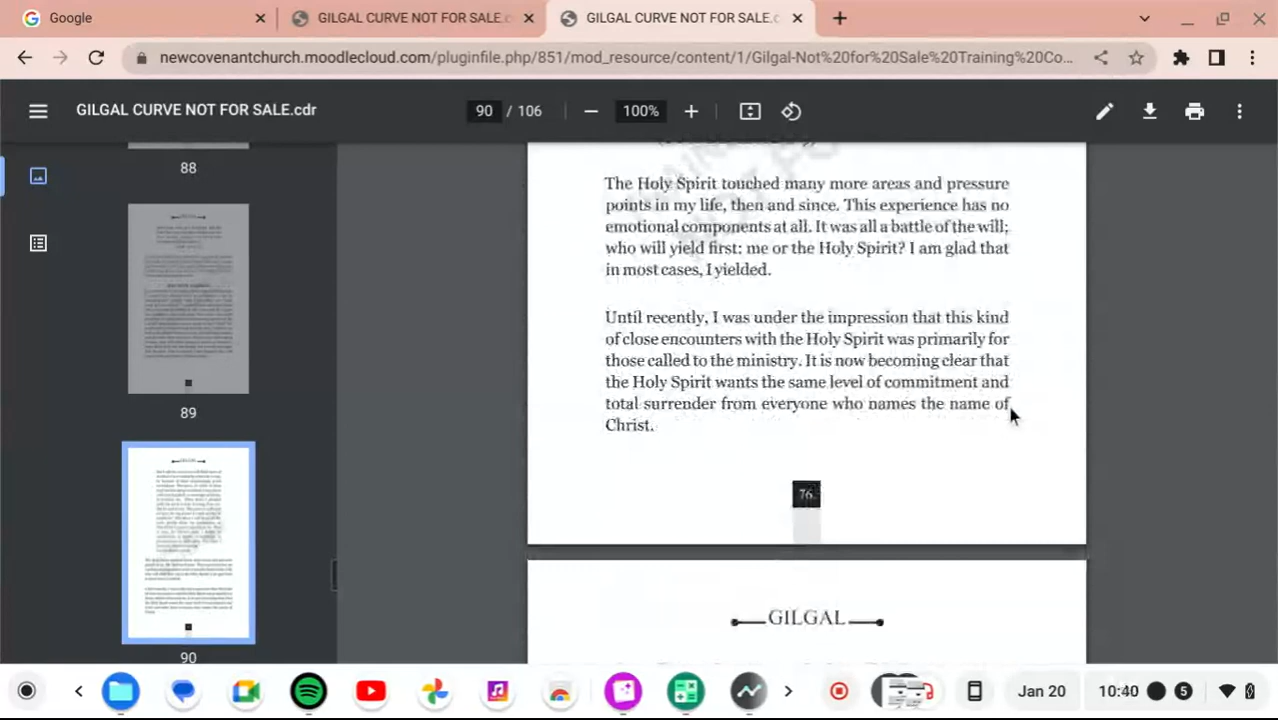 Google
GILGAL CURVE NOT FOR SALE.c
GILGAL CURVE NOT FOR SALE.c
newcovenantchurch.moodlecloud.com/pluginfile.php/851/mod_resource/content/1/Gilgal-Not%20for%20Sale%20Training%20Co...
GILGAL CURVE NOT FOR SALE.cdr
90 / 106
100%
88
89
90
The Holy Spirit touched many more areas and pressure
points in my life, then and since. This experience has no
emotional components at all. It was all a battle of the will;
who will yield first: me or the Holy Spirit? I am glad that
in most cases, I yielded.
Until recently, I was under the impression that this kind
of close encounters with the Holy Spirit was primarily for
those called to the ministry. It is now becoming clear that
the Holy Spirit wants the same level of commitment and
total surrender from everyone who names the name of
Christ.
76
GILGAL
Jan 20
10:40
5